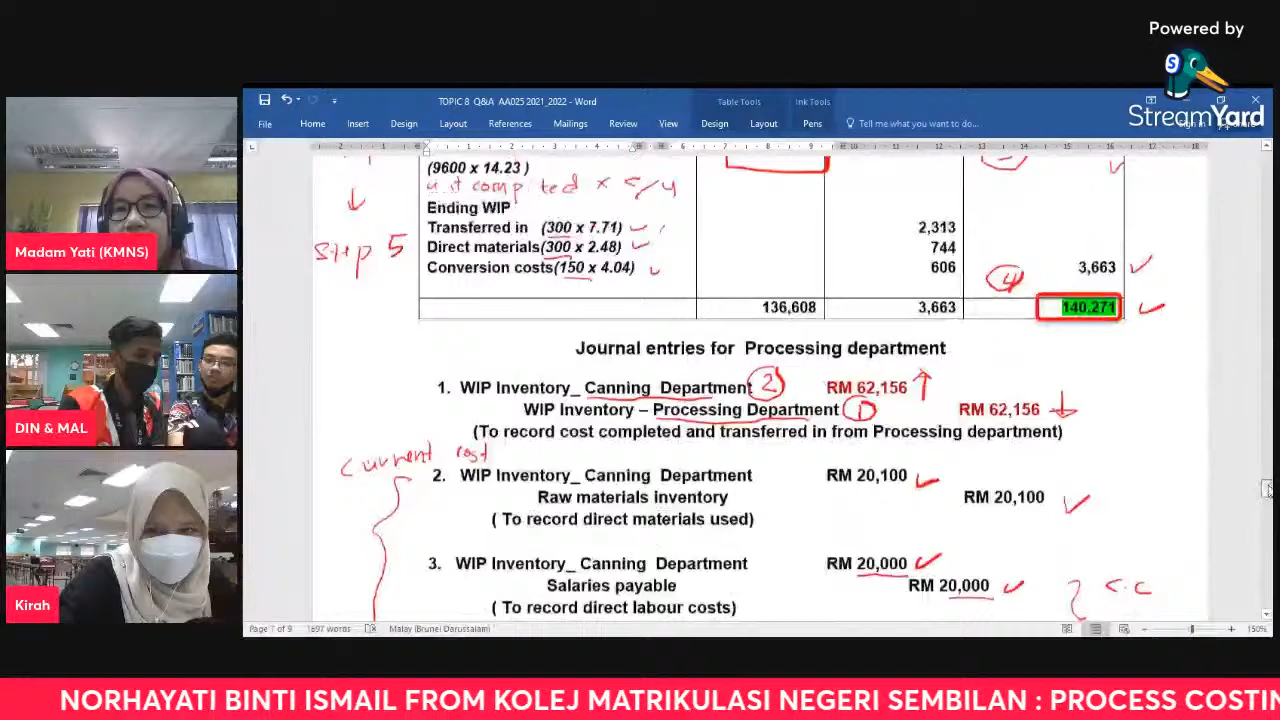 Powered by
StreamYard
TOPIC 8 Q&A AA025 2021_2022 - Word
Table Tools
Ink Tools
File Home Insert Design Layout References Mailings Review View Design Layout Pens Tell me what you want to do...
(9600 x 14.23 )
Ending WIP
Step 5
Transferred in (300 x 7.71) 2,313
Direct materials(300 x 2.48) 744
Conversion costs(150 x 4.04) 606 4 3,663
136,608 3,663 140,271
Journal entries for Processing department
1. WIP Inventory_ Canning Department 2 RM 62,156
WIP Inventory – Processing Department 1 RM 62,156
(To record cost completed and transferred in from Processing department)
current cost
2. WIP Inventory_ Canning Department RM 20,100
Raw materials inventory RM 20,100
( To record direct materials used)
3. WIP Inventory_ Canning Department RM 20,000
Salaries payable RM 20,000
c.c
(To record direct labour costs)
Page 7 of 9 1697 words Malay (Brunei Darussalam) 150%
Madam Yati (KMNS)
DIN & MAL
Kirah
NORHAYATI BINTI ISMAIL FROM KOLEJ MATRIKULASI NEGERI SEMBILAN : PROCESS COSTIN